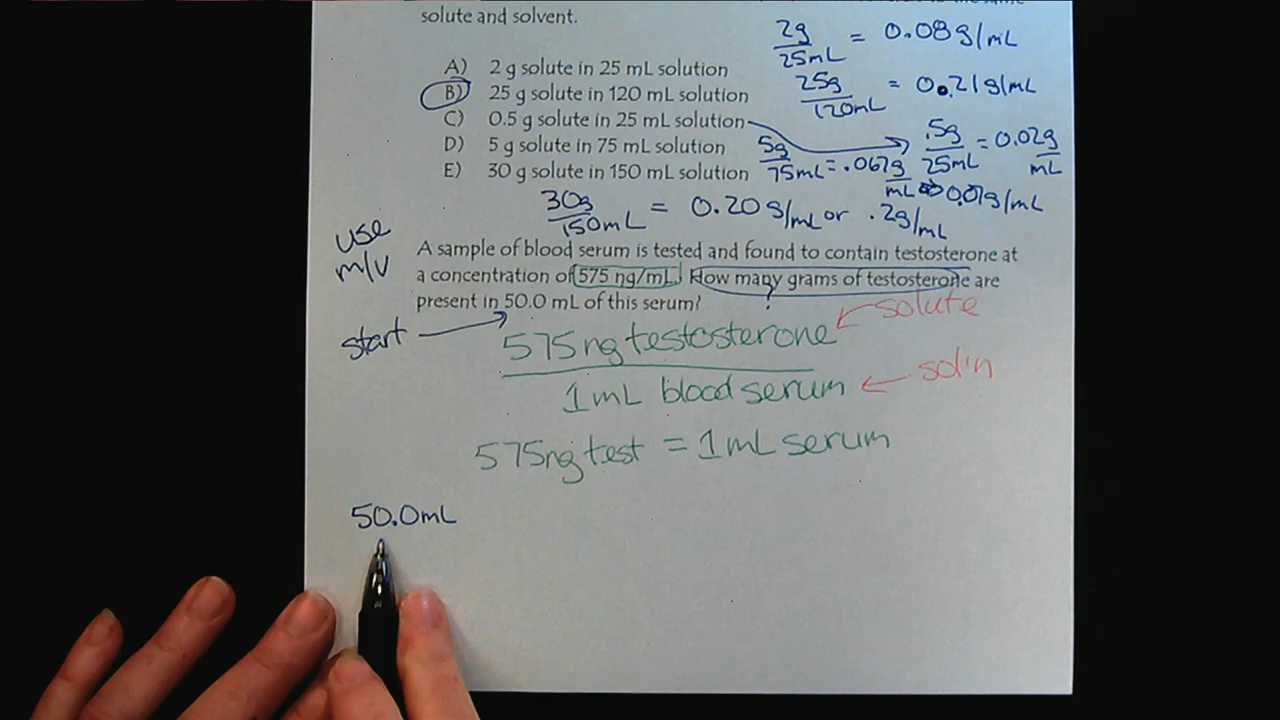 solute and solvent.
2g/25mL = 0.08g/mL
A) 2 g solute in 25 mL solution
25g/120mL = 0.21g/mL
B) 25 g solute in 120 mL solution
C) 0.5 g solute in 25 mL solution
.5g/25mL = 0.02g/mL
D) 5 g solute in 75 mL solution
5g/75mL = .067g/mL
0.07g/mL
E) 30 g solute in 150 mL solution
30g/150mL = 0.20g/mL or .2g/mL
use
m/v
A sample of blood serum is tested and found to contain testosterone at
a concentration of 575 ng/mL. How many grams of testosterone are
present in 50.0 mL of this serum?
?
start
solute
575ng testosterone
1mL blood serum
sol'n
575ng test = 1mL serum
50.0mL